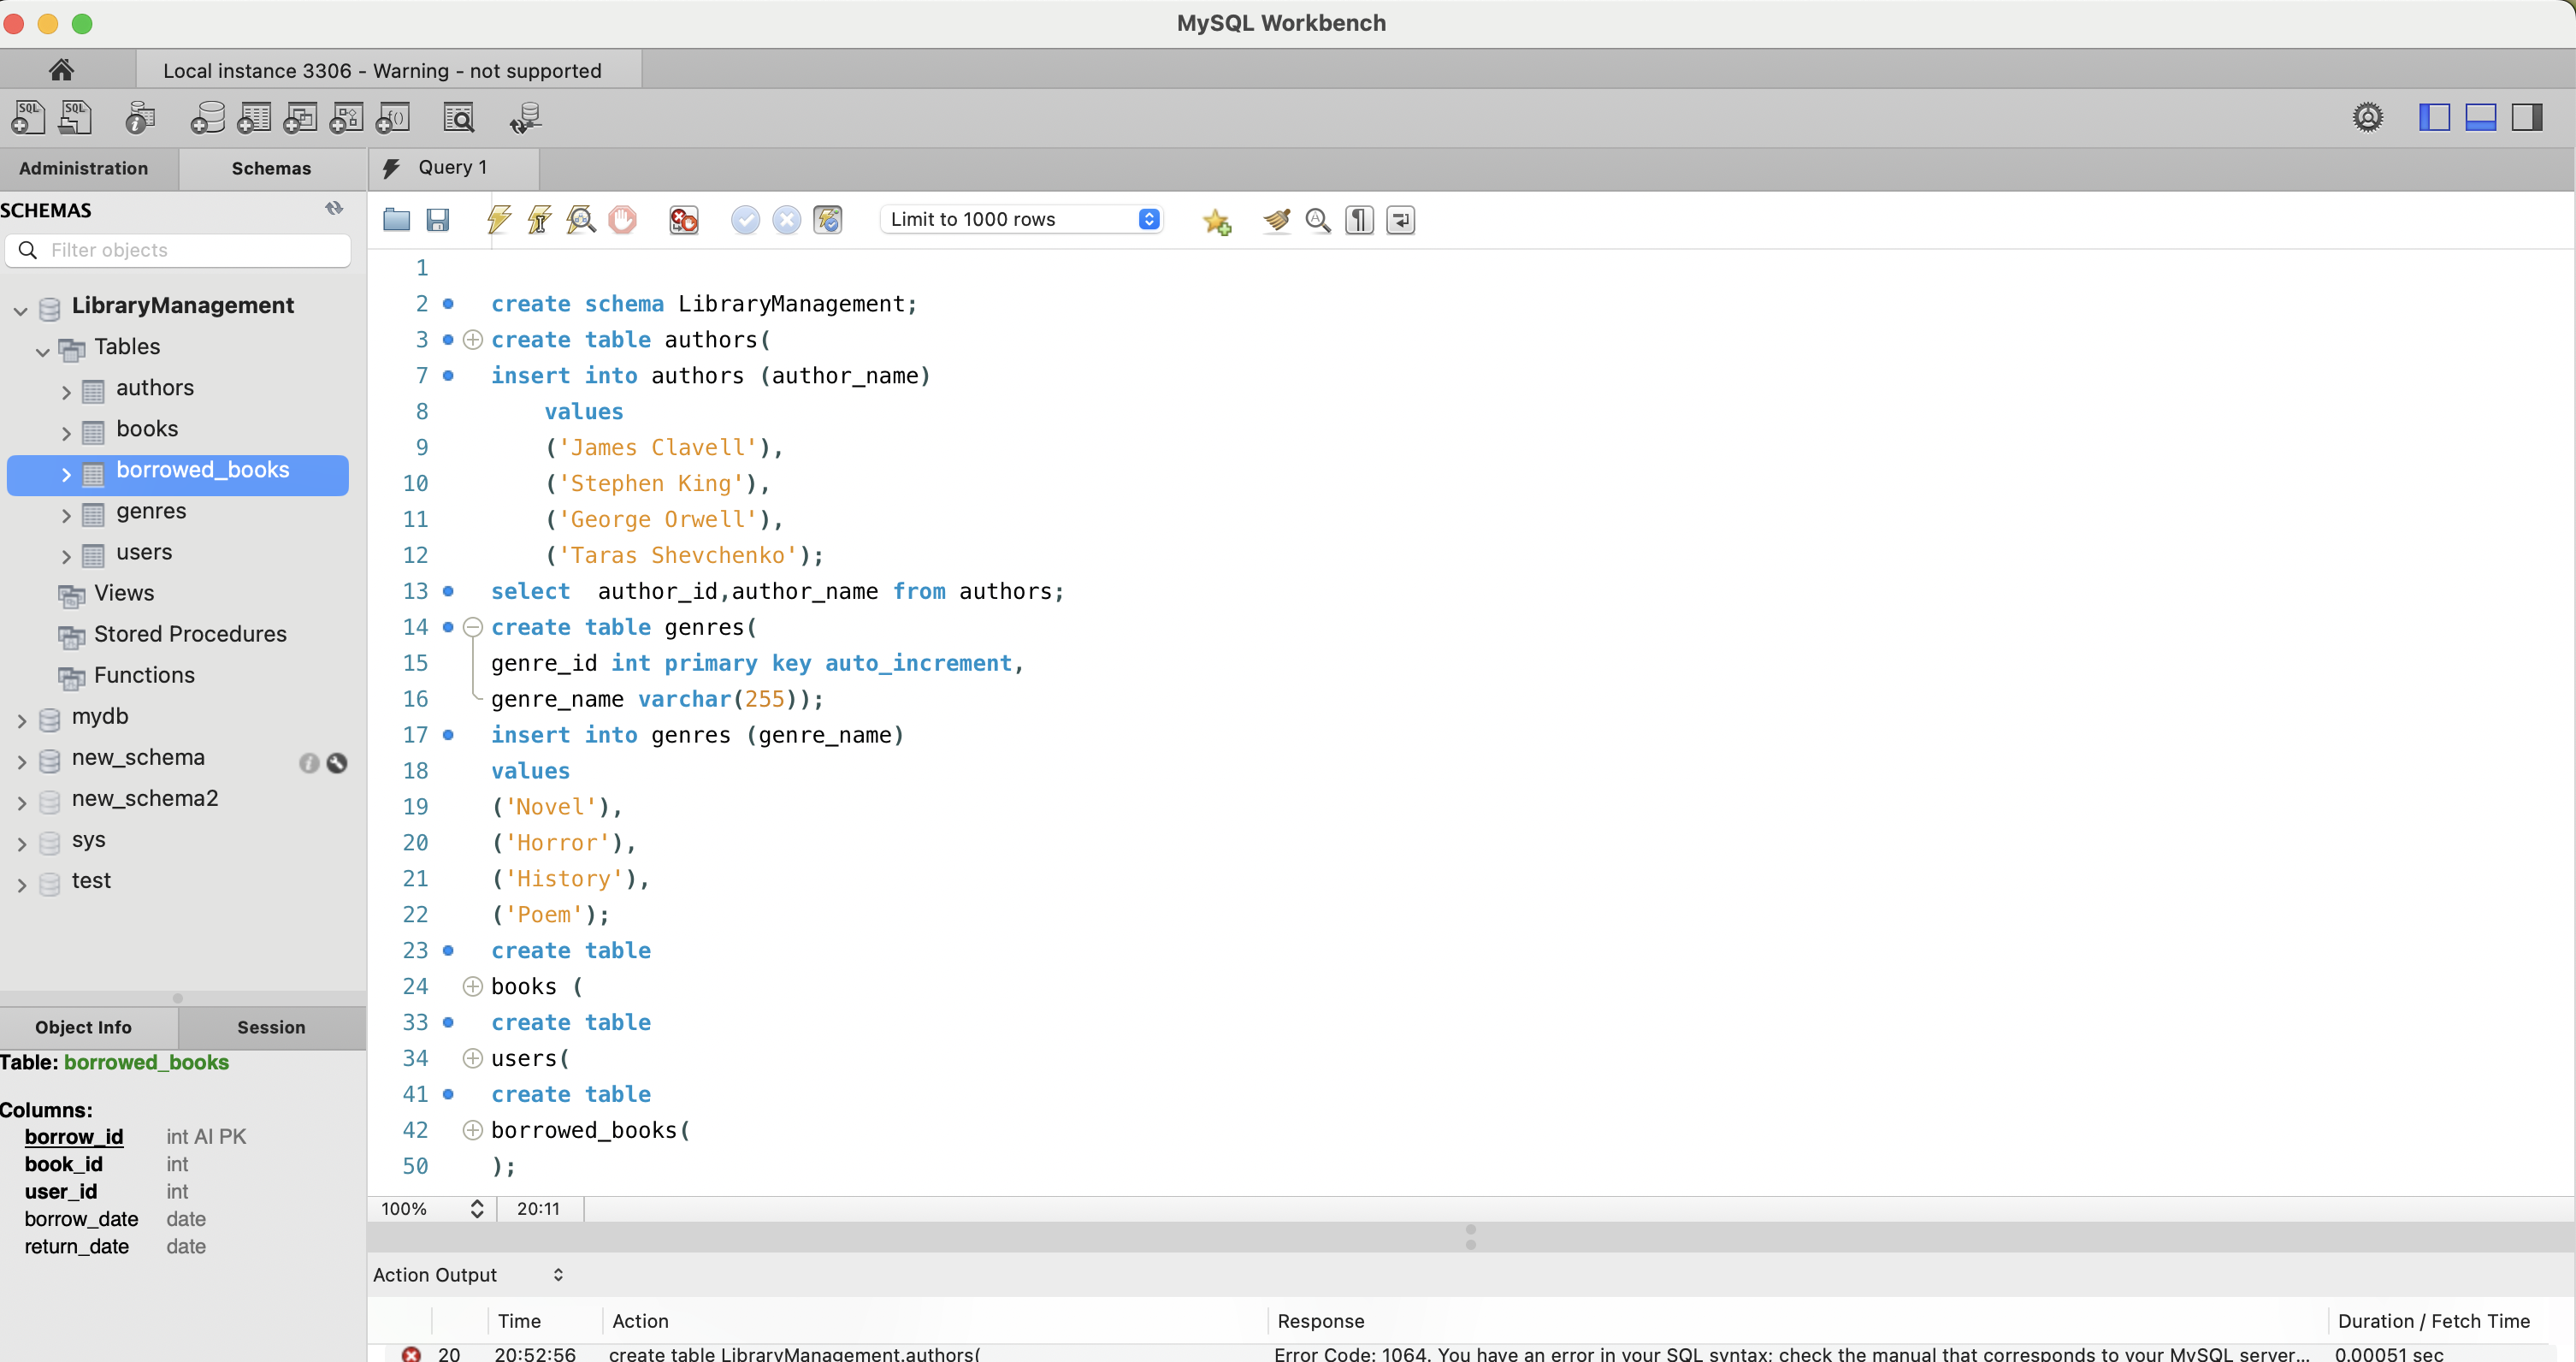 MySQL Workbench
Local instance 3306 - Warning - not supported
Administration
Schemas
Query 1
SCHEMAS
Filter objects
Limit to 1000 rows
LibraryManagement
Tables
authors
books
borrowed_books
genres
users
Views
Stored Procedures
Functions
mydb
new_schema
new_schema2
sys
test
1
2 create schema LibraryManagement;
3 create table authors(
7 insert into authors (author_name)
8 values
9 ('James Clavell'),
10 ('Stephen King'),
11 ('George Orwell'),
12 ('Taras Shevchenko');
13 select  author_id,author_name from authors;
14 create table genres(
15 genre_id int primary key auto_increment,
16 genre_name varchar(255));
17 insert into genres (genre_name)
18 values
19 ('Novel'),
20 ('Horror'),
21 ('History'),
22 ('Poem');
23 create table
24 books (
33 create table
34 users(
41 create table
42 borrowed_books(
50 );
100% 20:11
Object Info
Session
Table: borrowed_books
Columns:
borrow_id int AI PK
book_id int
user_id int
borrow_date date
return_date date
Action Output
Time Action Response Duration / Fetch Time
20 20:52:56 create table LibraryManagement.authors( Error Code: 1064. You have an error in your SQL syntax; check the manual that corresponds to your MySQL server... 0.00051 sec